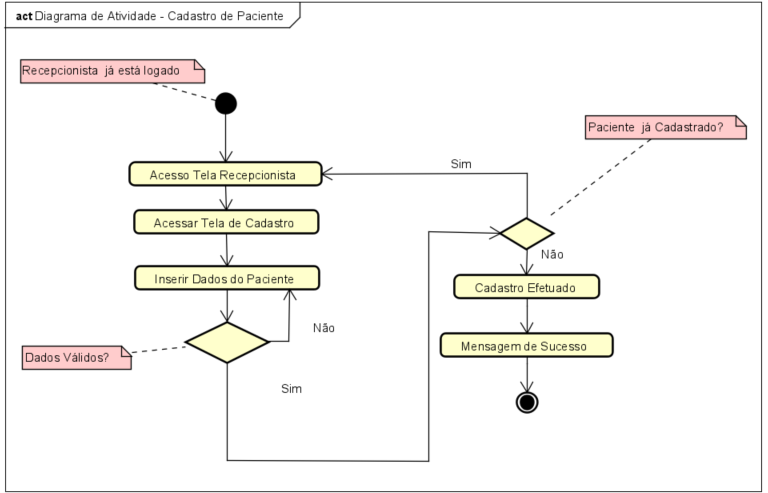 act Diagrama de Atividade - Cadastro de Paciente
Recepcionista já está logado
Paciente já Cadastrado?
Acesso Tela Recepcionista
Sim
Acessar Tela de Cadastro
Não
Inserir Dados do Paciente
Cadastro Efetuado
Não
Dados Válidos?
Mensagem de Sucesso
Sim